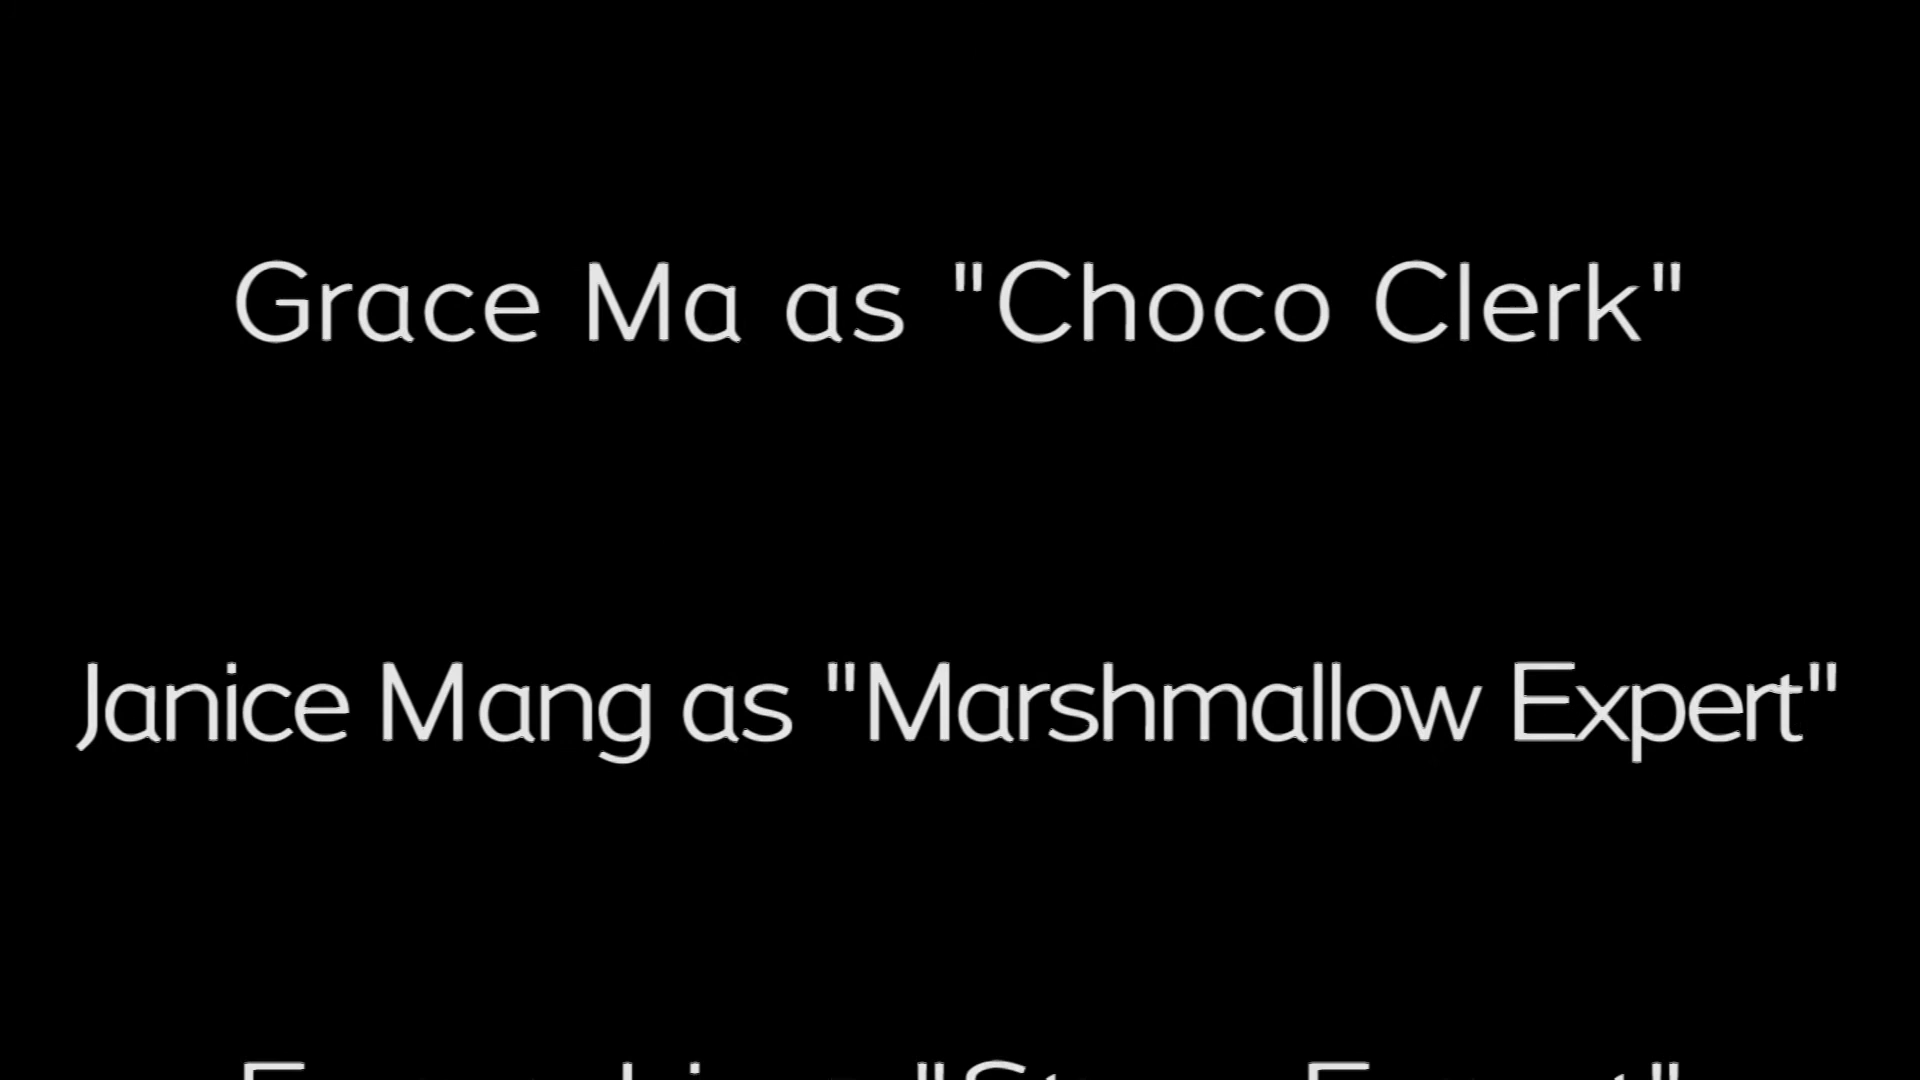 Grace Ma as "Choco Clerk"
Janice Mang as "Marshmallow Expert"